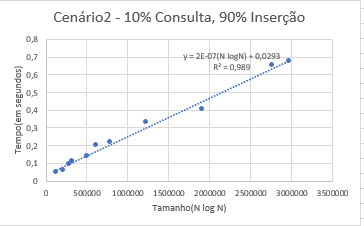 Cenário2 - 10% Consulta, 90% Inserção
y = 2E-07(N logN) + 0,0293
R² = 0,989
Tempo(em segundos)
0,8
0,7
0,6
0,5
0,4
0,3
0,2
0,1
0
0 500000 1000000 1500000 2000000 2500000 3000000 3500000
Tamanho(N log N)